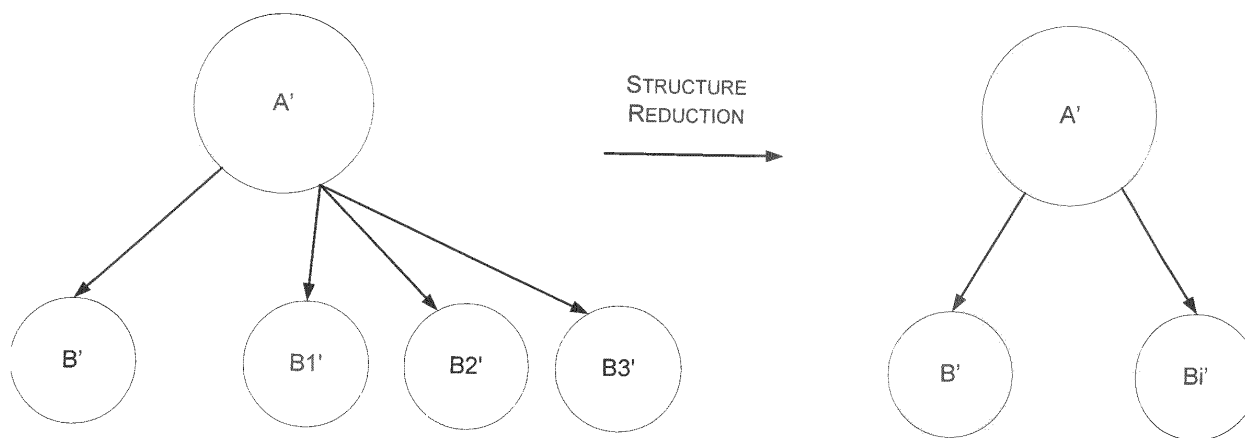 A'
STRUCTURE
REDUCTION
A'
B'
B1'
B2'
B3'
B'
Bi'